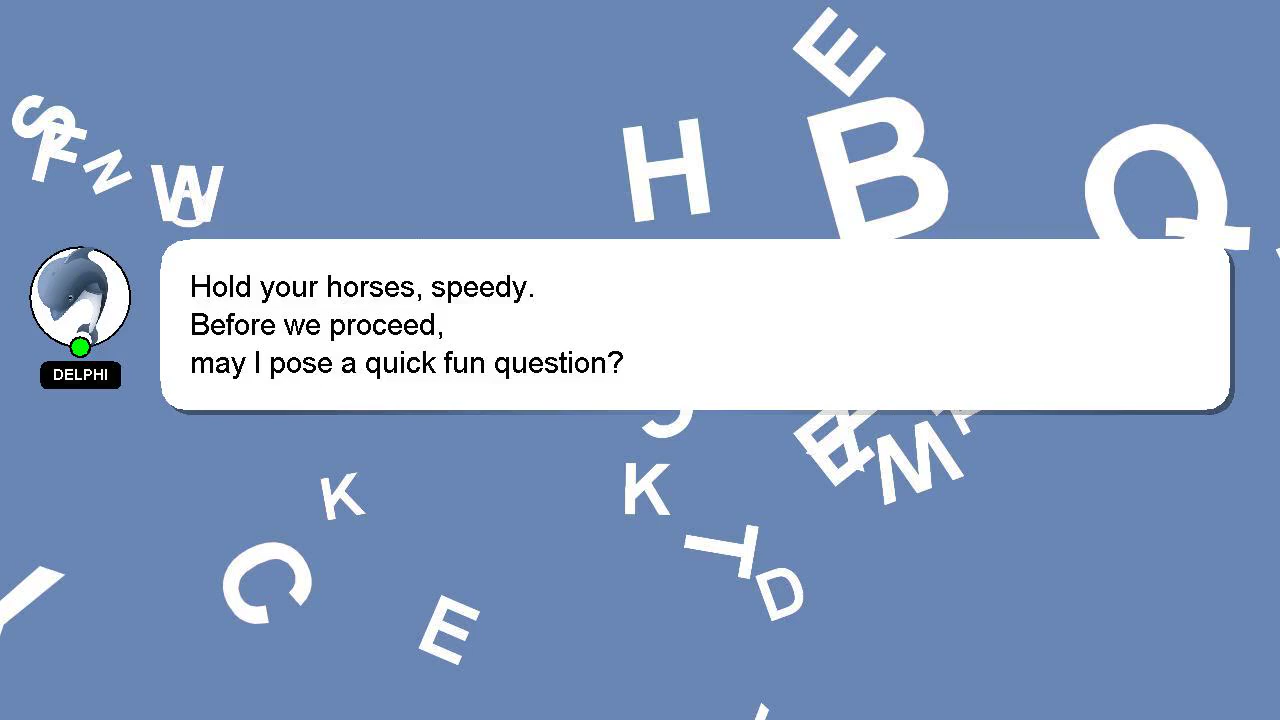 E
S
F
N
W
H
B
Q
Hold your horses, speedy.
Before we proceed,
may I pose a quick fun question?
DELPHI
E
M
K
K
C
T
D
E